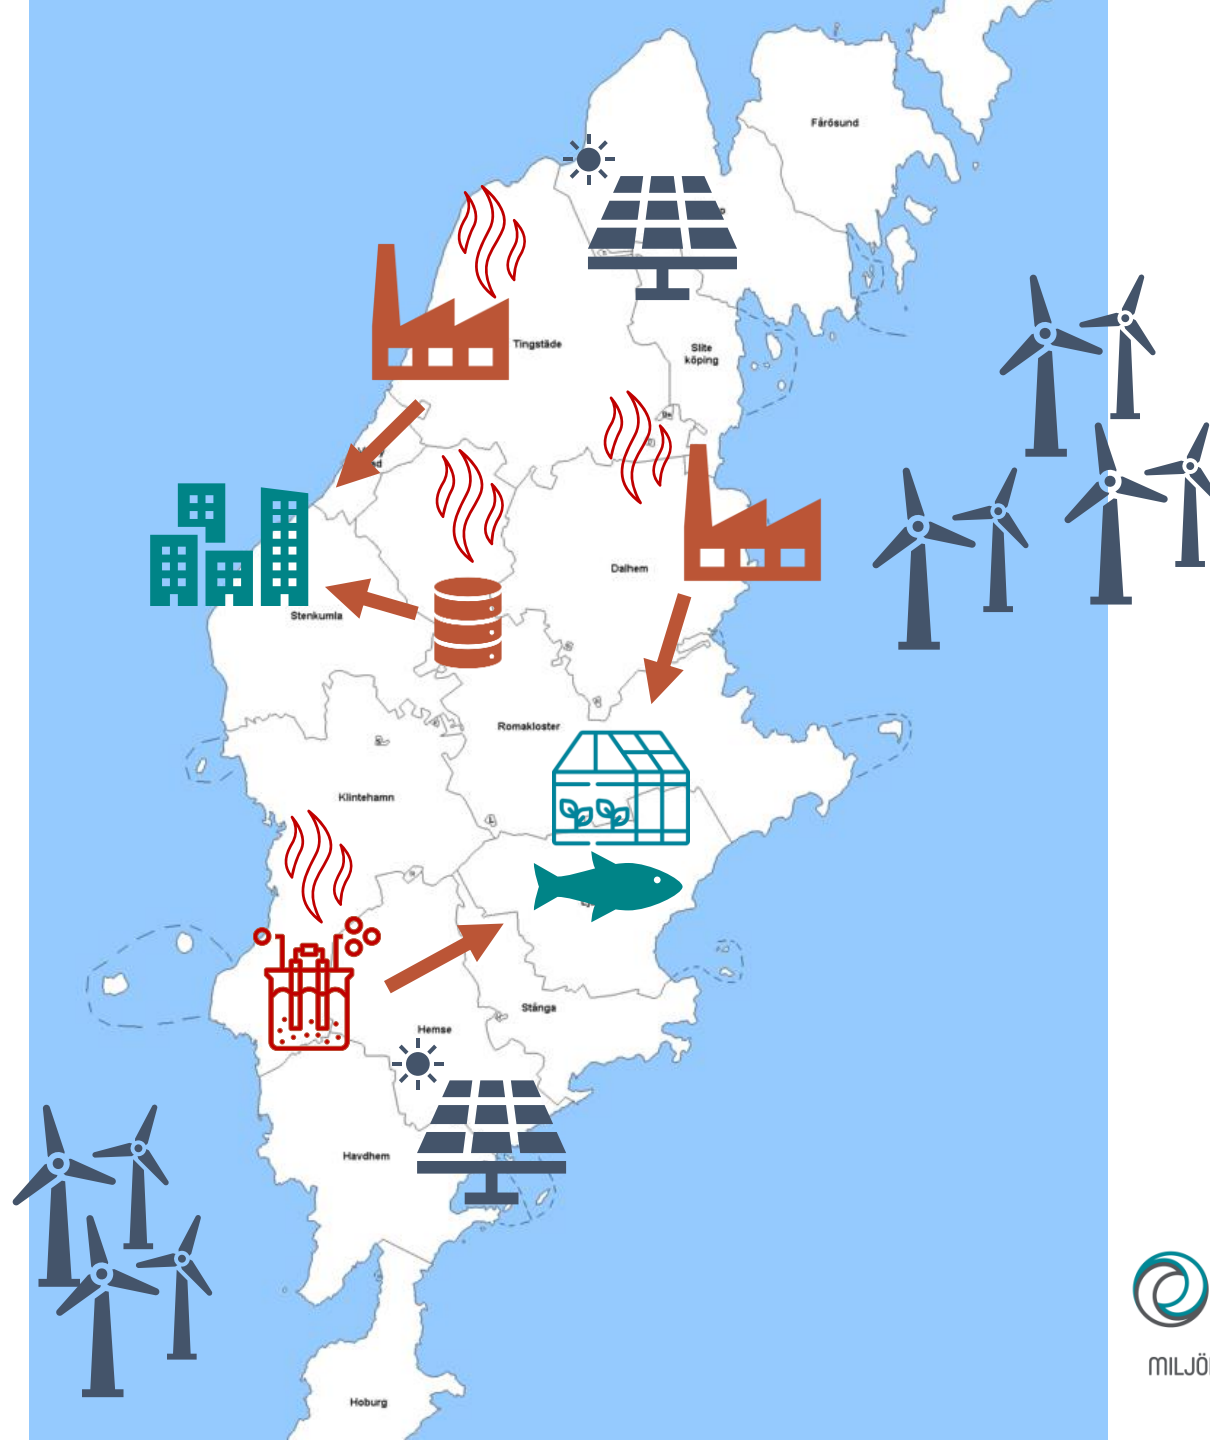 Fårösund
Tingstäde
Slite
köping
Dalhem
Stenkumla
Romakloster
Klintehamn
Stånga
Hemse
Havdhem
Hoburg
MILJÖ